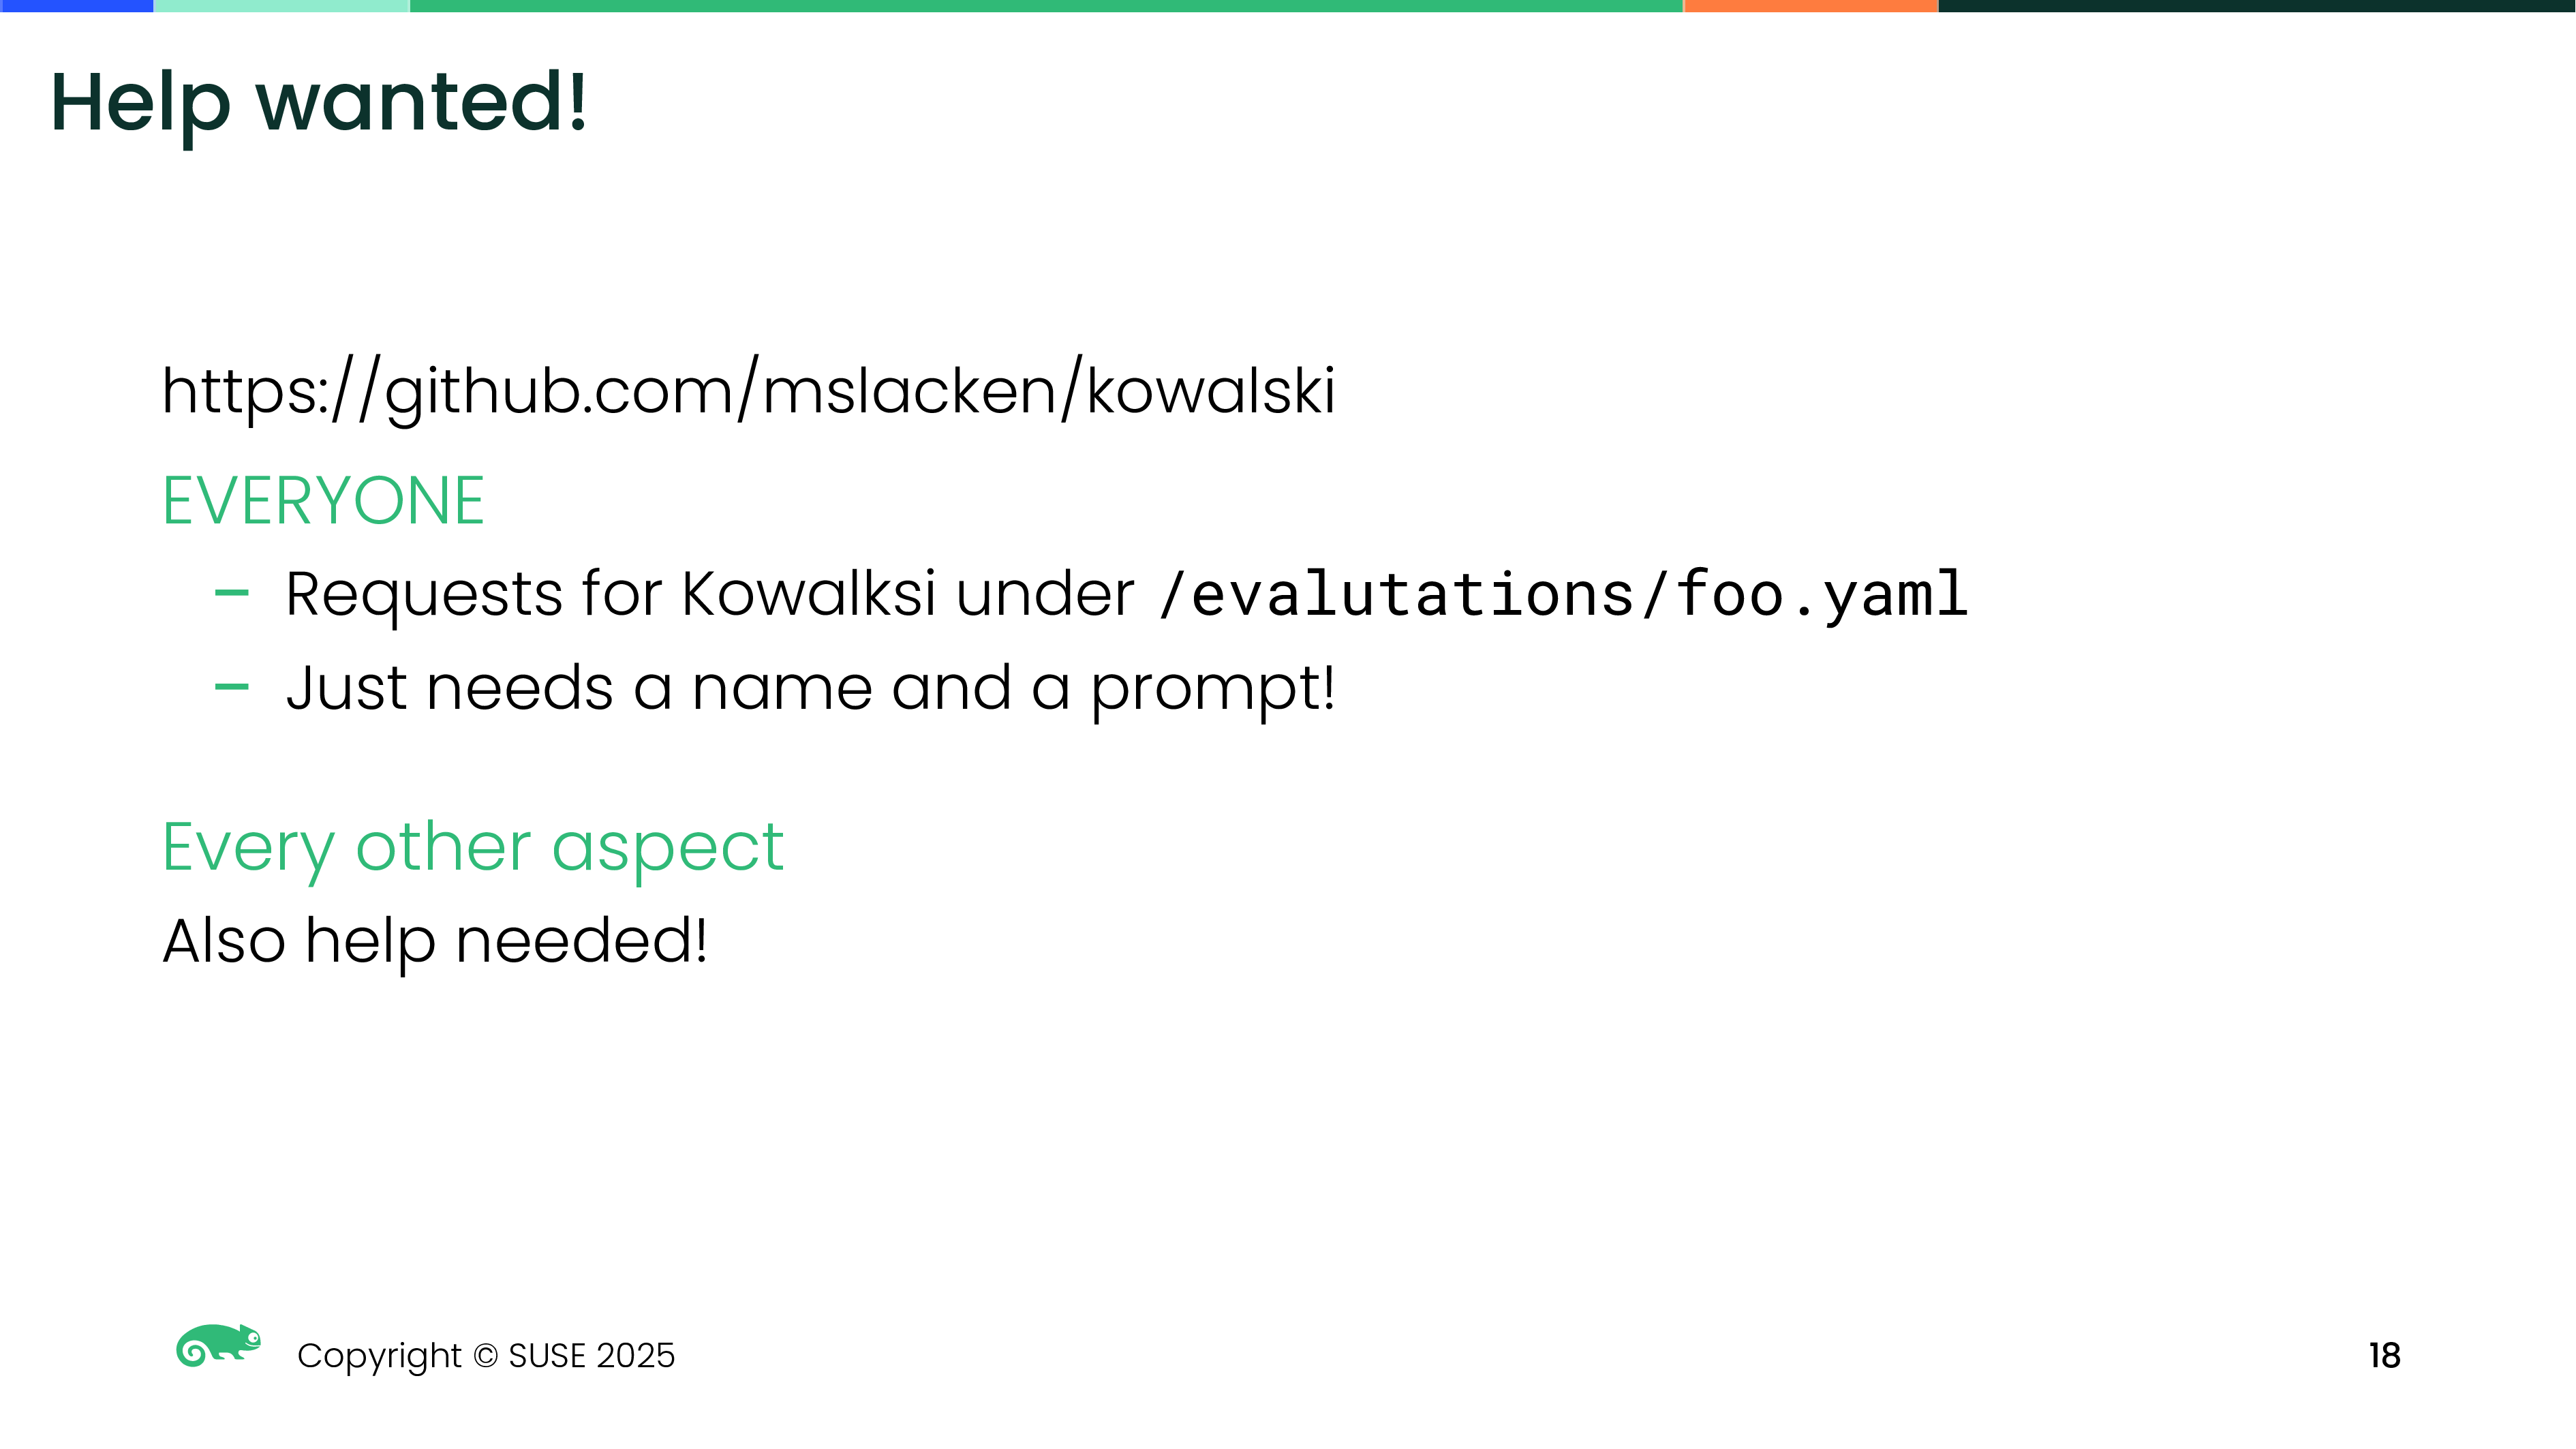 Help wanted!
https://github.com/mslacken/kowalski
EVERYONE
– Requests for Kowalksi under /evalutations/foo.yaml
– Just needs a name and a prompt!
Every other aspect
Also help needed!
Copyright © SUSE 2025
18